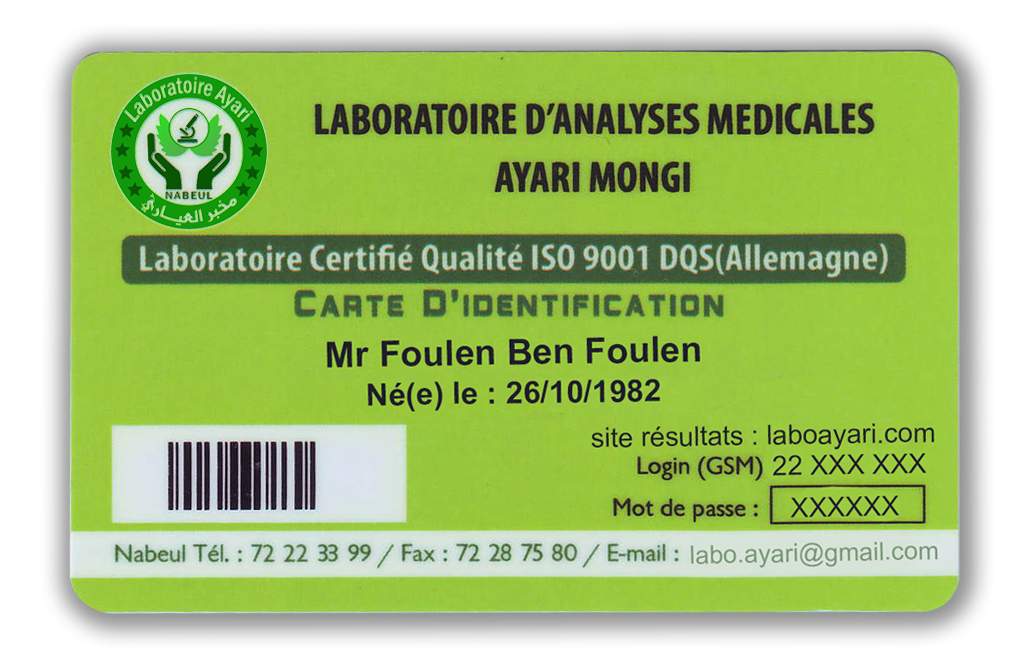 Laboratoire Ayari
NABEUL
مخبر العياري
LABORATOIRE D'ANALYSES MEDICALES
AYARI MONGI
Laboratoire Certifié Qualité ISO 9001 DQS(Allemagne)
CARTE D'IDENTIFICATION
Mr Foulen Ben Foulen
Né(e) le : 26/10/1982
site résultats : laboayari.com
Login (GSM) 22 XXX XXX
Mot de passe : XXXXXX
Nabeul Tél. : 72 22 33 99 / Fax : 72 28 75 80 / E-mail : labo.ayari@gmail.com